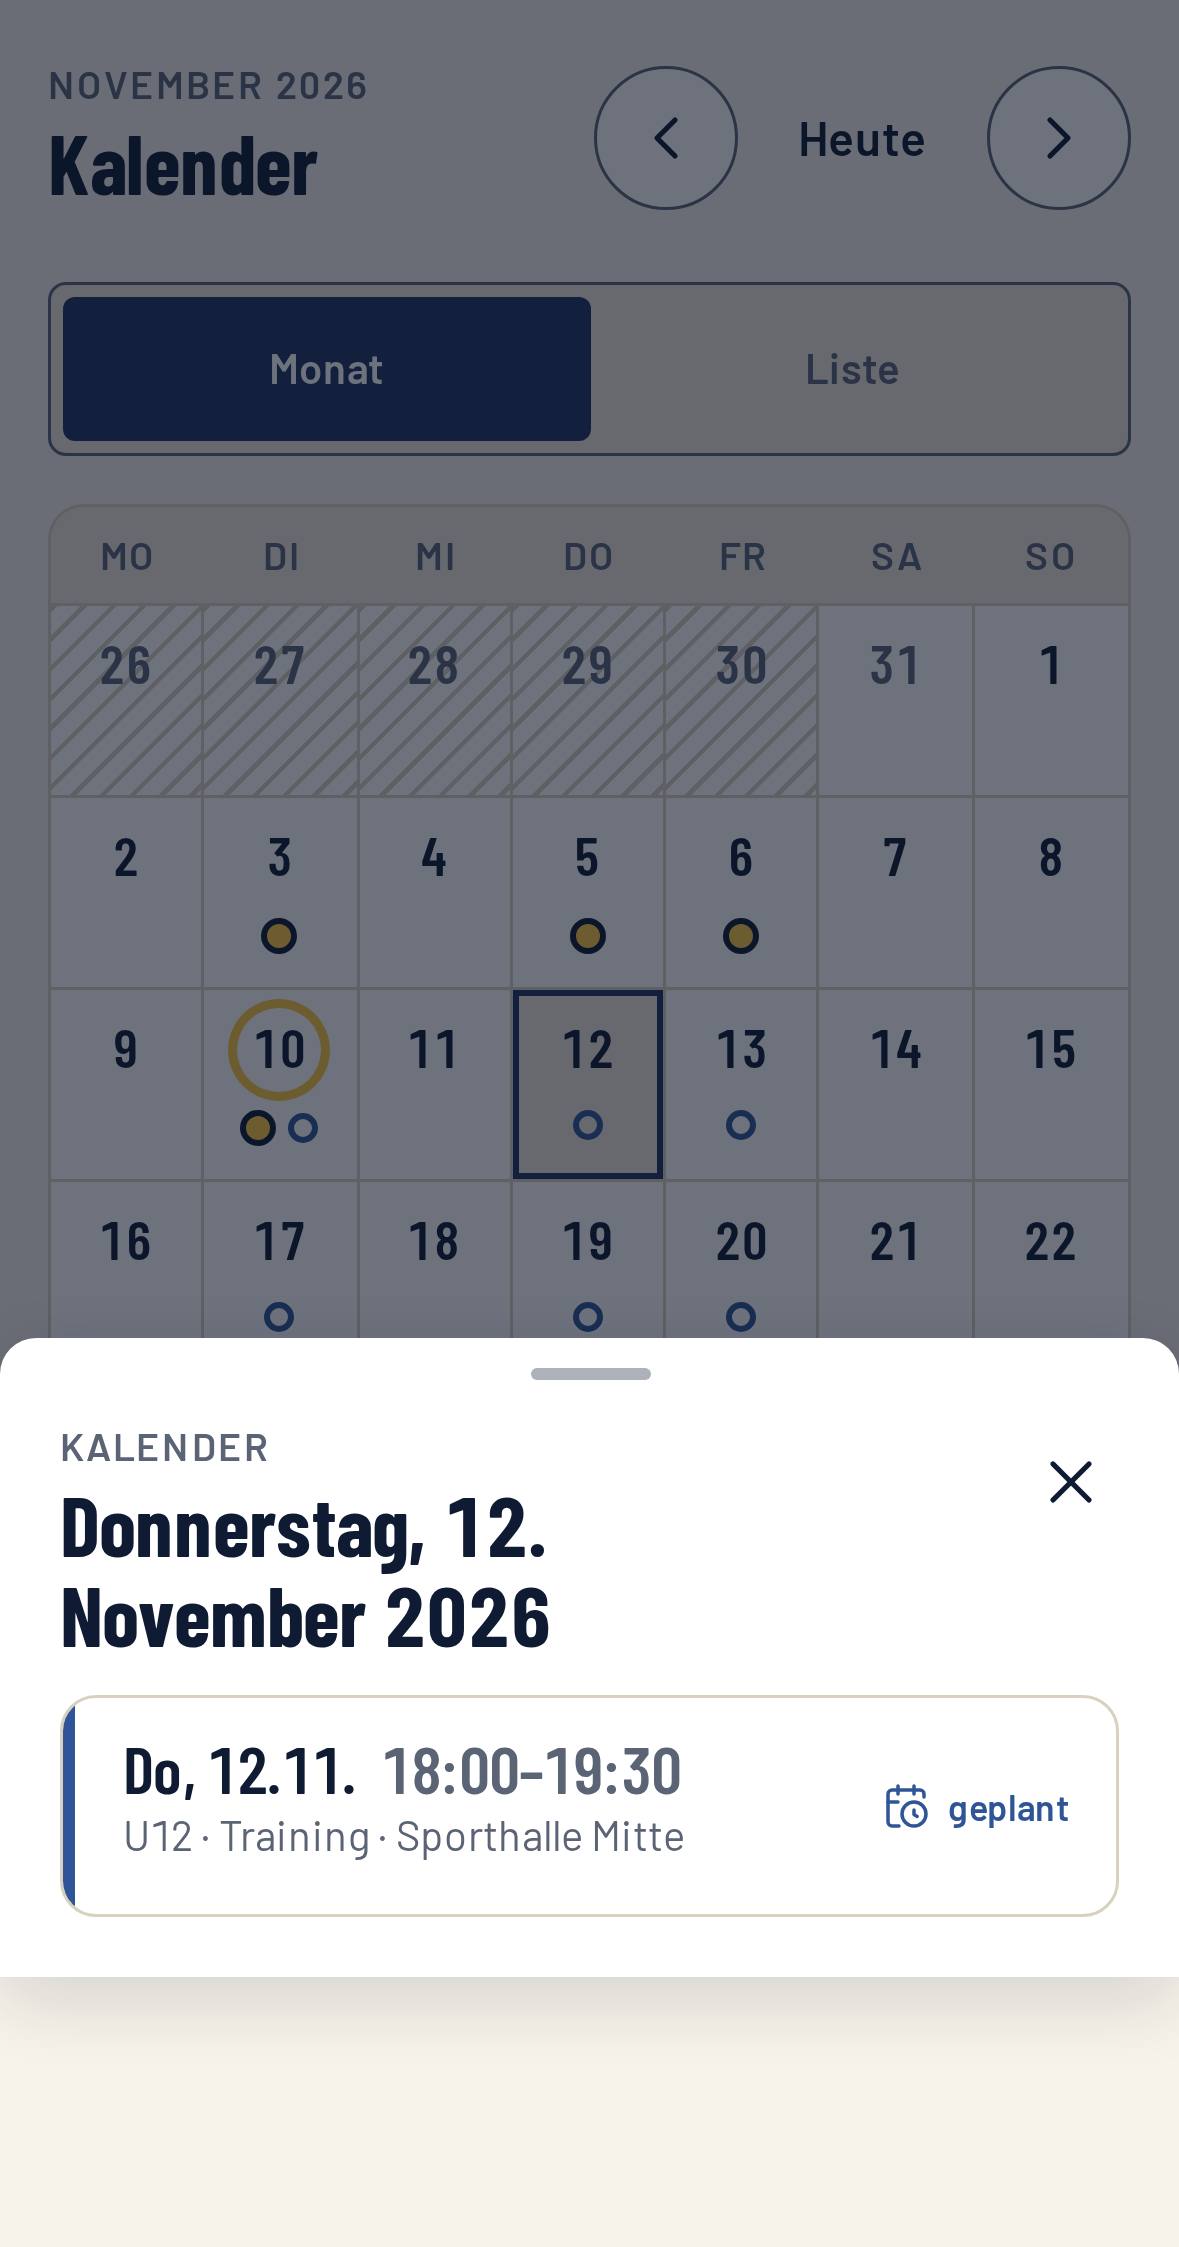 NOVEMBER 2026
Kalender
Heute
Monat Liste
MO DI MI DO FR SA SO
26 27 28 29 30 31 1
2 3 4 5 6 7 8
9 10 11 12 13 14 15
16 17 18 19 20 21 22
KALENDER
Donnerstag, 12.
November 2026
Do, 12.11. 18:00–19:30
U12 · Training · Sporthalle Mitte
geplant